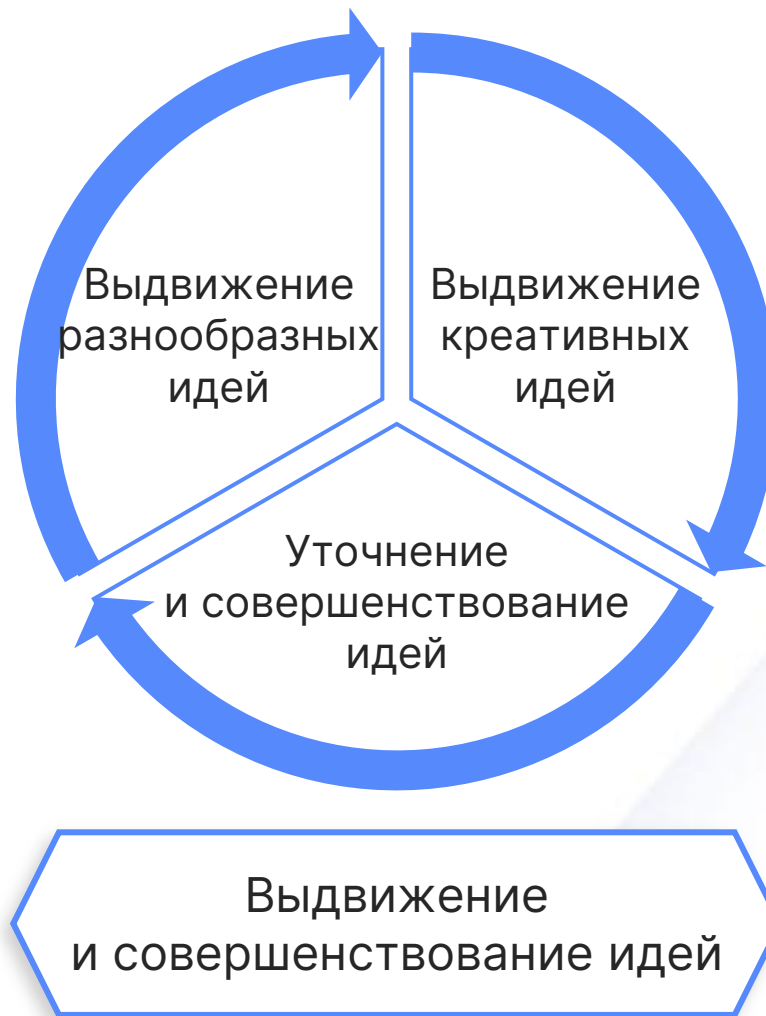 Выдвижение
разнообразных
идей
Выдвижение
креативных
идей
Уточнение
и совершенствование
идей
Выдвижение
и совершенствование идей